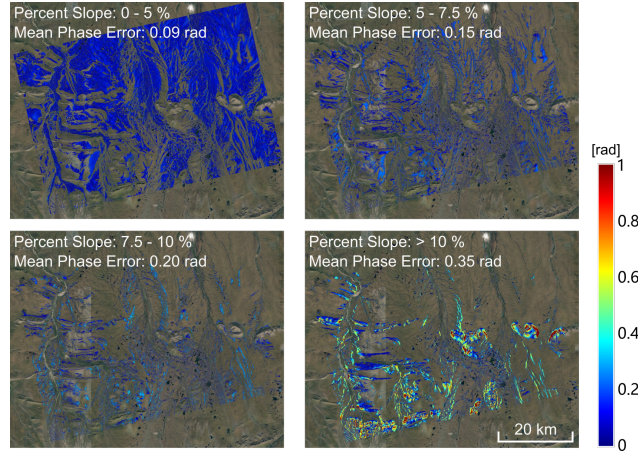 Percent Slope: 0 - 5 %
Mean Phase Error: 0.09 rad
Percent Slope: 5 - 7.5 %
Mean Phase Error: 0.15 rad
[rad]
1
0.8
0.6
0.4
0.2
0
Percent Slope: 7.5 - 10 %
Mean Phase Error: 0.20 rad
Percent Slope: > 10 %
Mean Phase Error: 0.35 rad
20 km